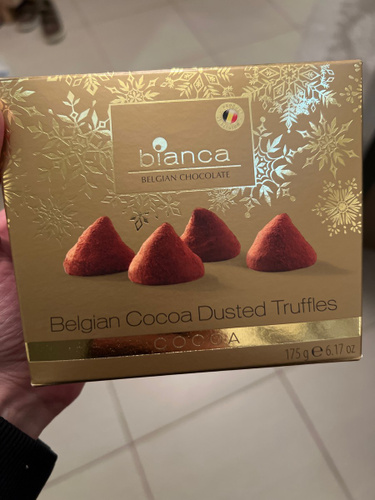 bianca
BELGIAN CHOCOLATE
Belgian Cocoa Dusted Truffles
COCOA
175 g e 6.17 oz